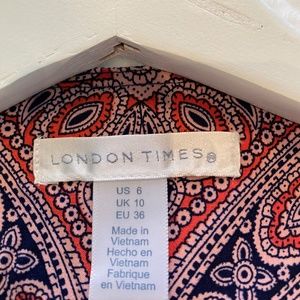 LONDON TIMES®
US 6
UK 10
EU 36
Made in
Vietnam
Hecho en
Vietnam
Fabrique
en Vietnam